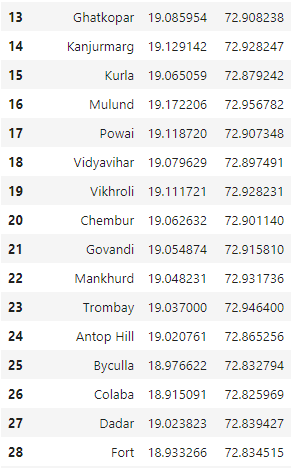 13 Ghatkopar 19.085954 72.908238
14 Kanjurmarg 19.129142 72.928247
15 Kurla 19.065059 72.879242
16 Mulund 19.172206 72.956782
17 Powai 19.118720 72.907348
18 Vidyavihar 19.079629 72.897491
19 Vikhroli 19.111721 72.928231
20 Chembur 19.062632 72.901140
21 Govandi 19.054874 72.915810
22 Mankhurd 19.048231 72.931736
23 Trombay 19.037000 72.946400
24 Antop Hill 19.020761 72.865256
25 Byculla 18.976622 72.832794
26 Colaba 18.915091 72.825969
27 Dadar 19.023823 72.839427
28 Fort 18.933266 72.834515